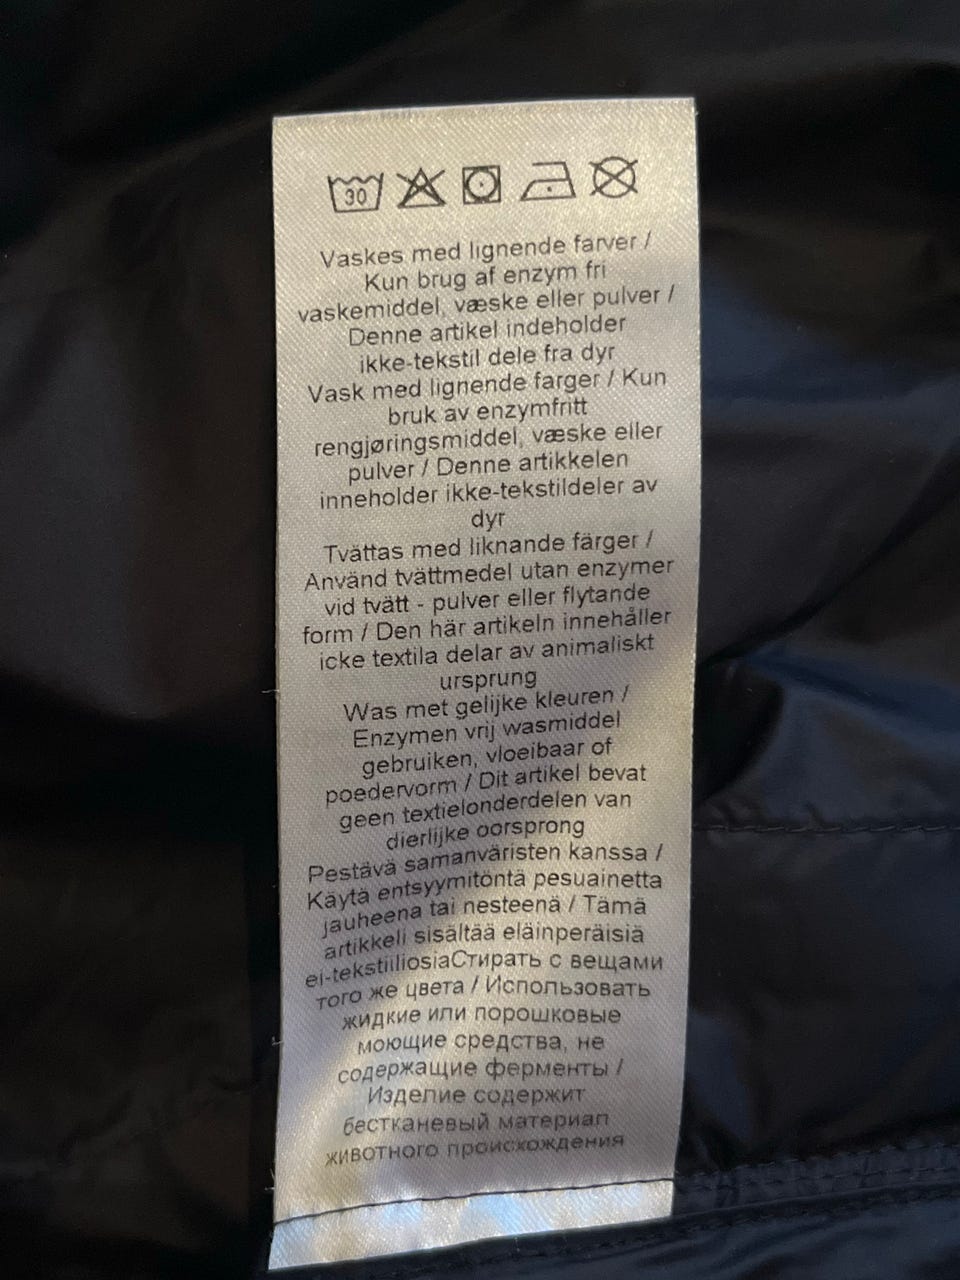 30
Vaskes med lignende farver /
Kun brug af enzym fri
vaskemiddel, væske eller pulver /
Denne artikel indeholder
ikke-tekstil dele fra dyr
Vask med lignende farger / Kun
bruk av enzymfritt
rengjøringsmiddel, væske eller
pulver / Denne artikkelen
inneholder ikke-tekstildeler av
dyr
Tvättas med liknande färger /
Använd tvättmedel utan enzymer
vid tvätt - pulver eller flytande
form / Den här artikeln innehåller
icke textila delar av animaliskt
ursprung
Was met gelijke kleuren /
Enzymen vrij wasmiddel
gebruiken, vloeibaar of
poedervorm / Dit artikel bevat
geen textielonderdelen van
dierlijke oorsprong
Pestävä samanväristen kanssa /
Käytä entsyymitöntä pesuainetta
jauheena tai nesteenä / Tämä
artikkeli sisältää eläinperäisiä
ei-tekstiiliosiaСтирать с вещами
того же цвета / Использовать
жидкие или порошковые
моющие средства, не
содержащие ферменты /
Изделие содержит
бестканевый материал
животного происхождения